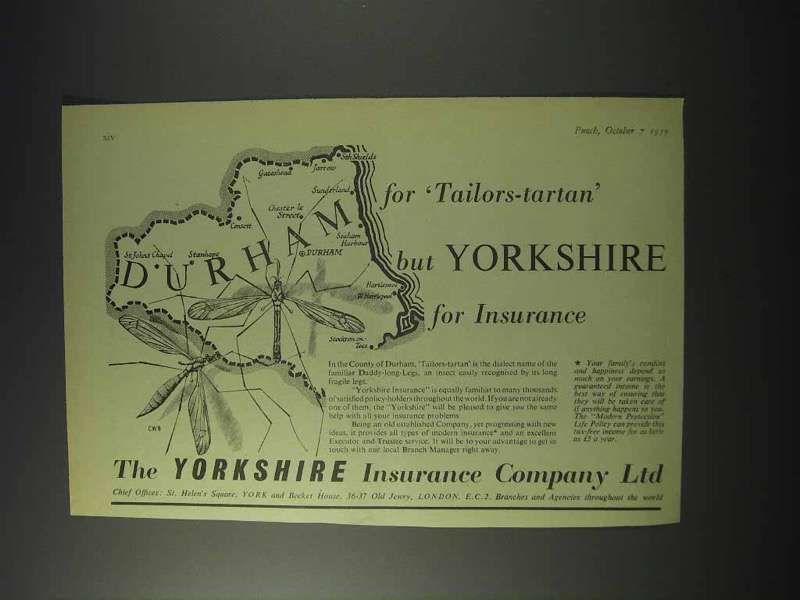 XIV
Punch, October 7 1959
Sth Shields
Jarrow
Gateshead
Sunderland
Chester le
Street
Consett
Seaham
Harbour
St. Johns Chapel
Stanhope
DURHAM
DURHAM
Hartlepool
W. Hartlepool
Stockton-on-
Tees
CWB
for 'Tailors-tartan'
but YORKSHIRE
for Insurance
In the County of Durham, 'Tailors-tartan' is the dialect name of the
familiar Daddy-long-Legs, an insect easily recognised by its long
fragile legs.
"Yorkshire Insurance" is equally familiar to many thousands
of satisfied policy-holders throughout the world. If you are not already
one of them, the "Yorkshire" will be pleased to give you the same
help with all your insurance problems.
Being an old established Company, yet progressing with new
ideas, it provides all types of modern insurance* and an excellent
Executor and Trustee service. It will be to your advantage to get in
touch with our local Branch Manager right away.
★ Your family's comfort
and happiness depend so
much on your earnings. A
guaranteed income is the
best way of ensuring that
they will be taken care of
if anything happens to you.
The "Modern Protection"
Life Policy can provide this
tax-free income for as little
as £5 a year.
The YORKSHIRE Insurance Company Ltd
Chief Offices: St. Helen's Square, YORK and Becket House, 36-37 Old Jewry, LONDON, E.C.2. Branches and Agencies throughout the world